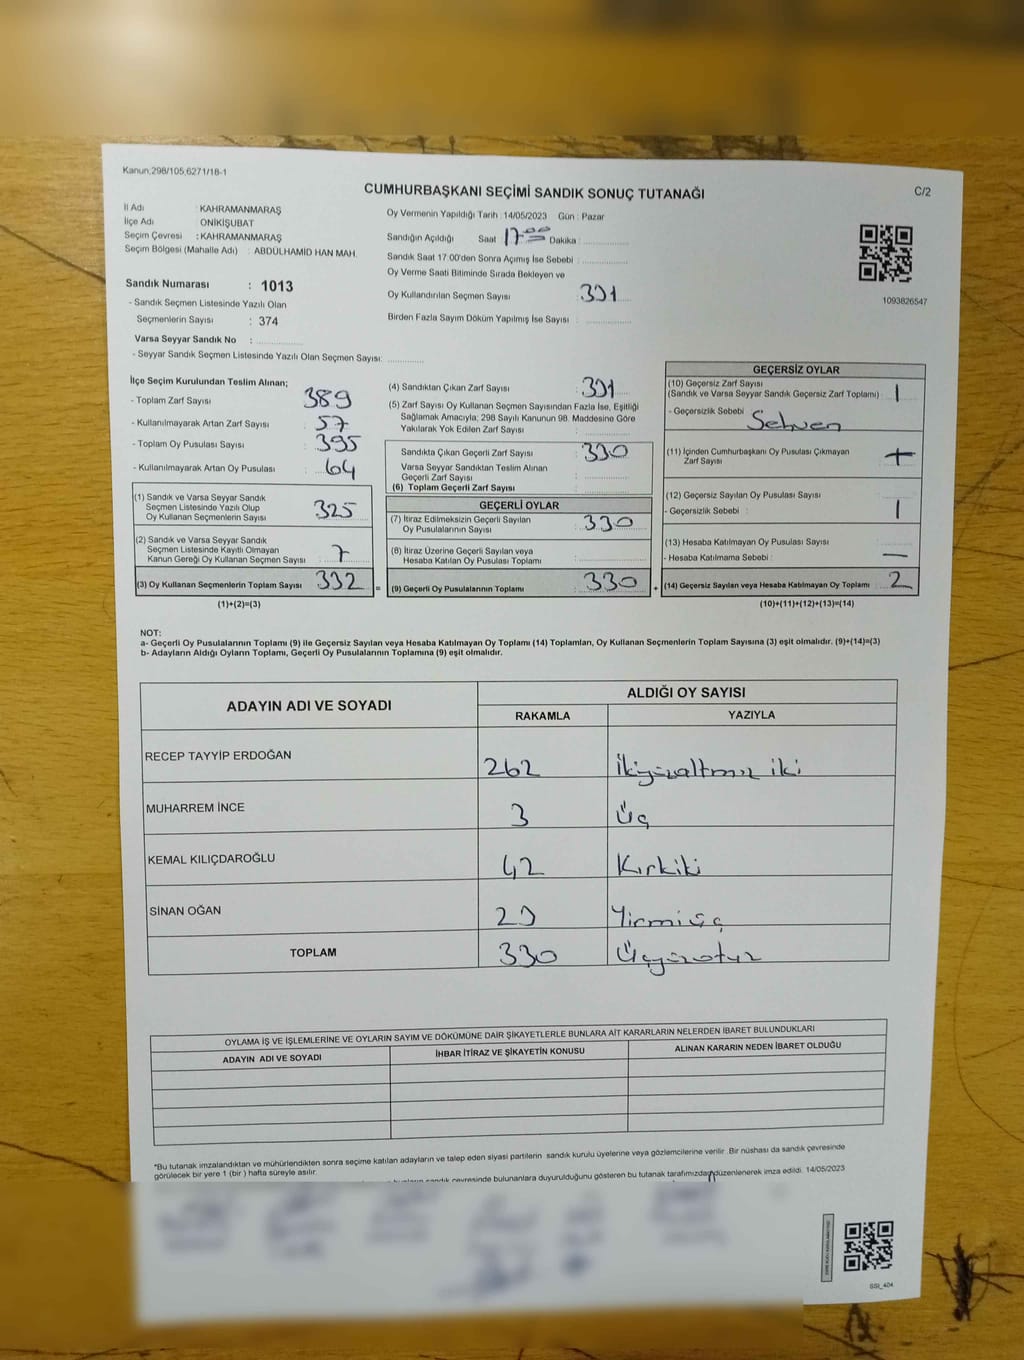 Kanun:298/105,6271/18-1
CUMHURBAŞKANI SEÇİMİ SANDIK SONUÇ TUTANAĞI
C/2
İl Adı : KAHRAMANMARAŞ
İlçe Adı ONİKİŞUBAT
Seçim Çevresi : KAHRAMANMARAŞ
Seçim Bölgesi (Mahalle Adı) : ABDÜLHAMİD HAN MAH.
Sandık Numarası : 1013
- Sandık Seçmen Listesinde Yazılı Olan
Seçmenlerin Sayısı : 374
Varsa Seyyar Sandık No :
- Seyyar Sandık Seçmen Listesinde Yazılı Olan Seçmen Sayısı:
Oy Vermenin Yapıldığı Tarih : 14/05/2023 Gün : Pazar
Sandığın Açıldığı Saat 17 00 Dakika :
Sandık Saat 17.00'den Sonra Açımış İse Sebebi :
Oy Verme Saati Bitiminde Sırada Bekleyen ve
Oy Kullandırılan Seçmen Sayısı : 331
Birden Fazla Sayım Döküm Yapılmış İse Sayısı :
1093826547
İlçe Seçim Kurulundan Teslim Alınan;
- Toplam Zarf Sayısı 389
- Kullanılmayarak Artan Zarf Sayısı : 57
- Toplam Oy Pusulası Sayısı : 395
- Kullanılmayarak Artan Oy Pusulası : 64
(1) Sandık ve Varsa Seyyar Sandık
Seçmen Listesinde Yazılı Olup
Oy Kullanan Seçmenlerin Sayısı : 325
(2) Sandık ve Varsa Seyyar Sandık
Seçmen Listesinde Kayıtlı Olmayan
Kanun Gereği Oy Kullanan Seçmen Sayısı : 7
(3) Oy Kullanan Seçmenlerin Toplam Sayısı 332 =
(1)+(2)=(3)
(4) Sandıktan Çıkan Zarf Sayısı : 331
(5) Zarf Sayısı Oy Kullanan Seçmen Sayısından Fazla İse, Eşitliği
Sağlamak Amacıyla; 298 Sayılı Kanunun 98. Maddesine Göre
Yakılarak Yok Edilen Zarf Sayısı :
Sandıkta Çıkan Geçerli Zarf Sayısı : 330
Varsa Seyyar Sandıktan Teslim Alınan
Geçerli Zarf Sayısı :
(6) Toplam Geçerli Zarf Sayısı :
GEÇERLİ OYLAR
(7) İtiraz Edilmeksizin Geçerli Sayılan
Oy Pusulalarının Sayısı : 330
(8) İtiraz Üzerine Geçerli Sayılan veya
Hesaba Katılan Oy Pusulası Toplamı :
(9) Geçerli Oy Pusulalarının Toplamı : 330 +
GEÇERSİZ OYLAR
(10) Geçersiz Zarf Sayısı
(Sandık ve Varsa Seyyar Sandık Geçersiz Zarf Toplamı) : 1
- Geçersizlik Sebebi : Sehven
(11) İçinden Cumhurbaşkanı Oy Pusulası Çıkmayan
Zarf Sayısı
(12) Geçersiz Sayılan Oy Pusulası Sayısı :
- Geçersizlik Sebebi : 1
(13) Hesaba Katılmayan Oy Pusulası Sayısı :
- Hesaba Katılmama Sebebi : —
(14) Geçersiz Sayılan veya Hesaba Katılmayan Oy Toplamı : 2
(10)+(11)+(12)+(13)=(14)
NOT:
a- Geçerli Oy Pusulalarının Toplamı (9) ile Geçersiz Sayılan veya Hesaba Katılmayan Oy Toplamı (14) Toplamları, Oy Kullanan Seçmenlerin Toplam Sayısına (3) eşit olmalıdır. (9)+(14)=(3)
b- Adayların Aldığı Oyların Toplamı, Geçerli Oy Pusulalarının Toplamına (9) eşit olmalıdır.
ADAYIN ADI VE SOYADI ALDIĞI OY SAYISI
RAKAMLA YAZIYLA
RECEP TAYYİP ERDOĞAN 262 İkiyüzaltmış iki
MUHARREM İNCE 3 Üç
KEMAL KILIÇDAROĞLU 42 Kırkiki
SİNAN OĞAN 23 Yirmiüç
TOPLAM 330 Üçyüzotuz
OYLAMA İŞ VE İŞLEMLERİNE VE OYLARIN SAYIM VE DÖKÜMÜNE DAİR ŞİKAYETLERLE BUNLARA AİT KARARLARIN NELERDEN İBARET BULUNDUKLARI
ADAYIN ADI VE SOYADI İHBAR İTİRAZ VE ŞİKAYETİN KONUSU ALINAN KARARIN NEDEN İBARET OLDUĞU
*Bu tutanak imzalandıktan ve mühürlendikten sonra seçime katılan adayların ve talep eden siyasi partilerin sandık kurulu üyelerine veya gözlemcilerine verilir. Bir nüshası da sandık çevresinde
görülecek bir yere 1 (bir ) hafta süreyle asılır.
sandık çevresinde bulunanlara duyurulduğunu gösteren bu tutanak tarafımızdan düzenlenerek imza edildi. 14/05/2023
SSI_404